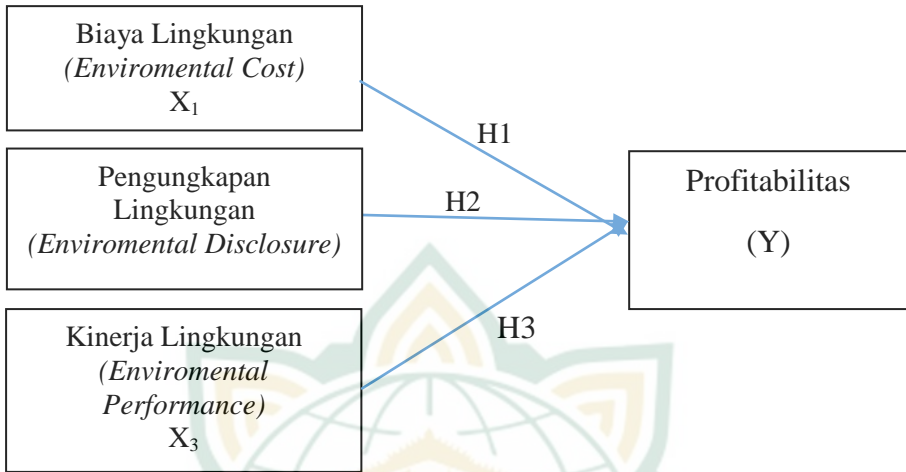 Biaya Lingkungan
(Enviromental Cost)
X₁
H1
Pengungkapan
Lingkungan
(Enviromental Disclosure)
H2
Profitabilitas
(Y)
Kinerja Lingkungan
(Enviromental
Performance)
X₃
H3